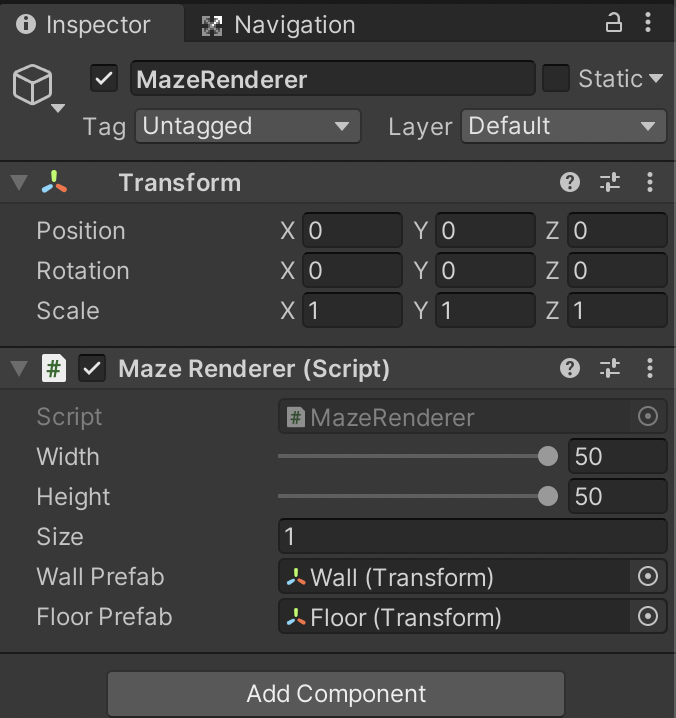 Inspector Navigation
MazeRenderer Static
Tag Untagged Layer Default
Transform
Position X 0 Y 0 Z 0
Rotation X 0 Y 0 Z 0
Scale X 1 Y 1 Z 1
# Maze Renderer (Script)
Script # MazeRenderer
Width 50
Height 50
Size 1
Wall Prefab Wall (Transform)
Floor Prefab Floor (Transform)
Add Component